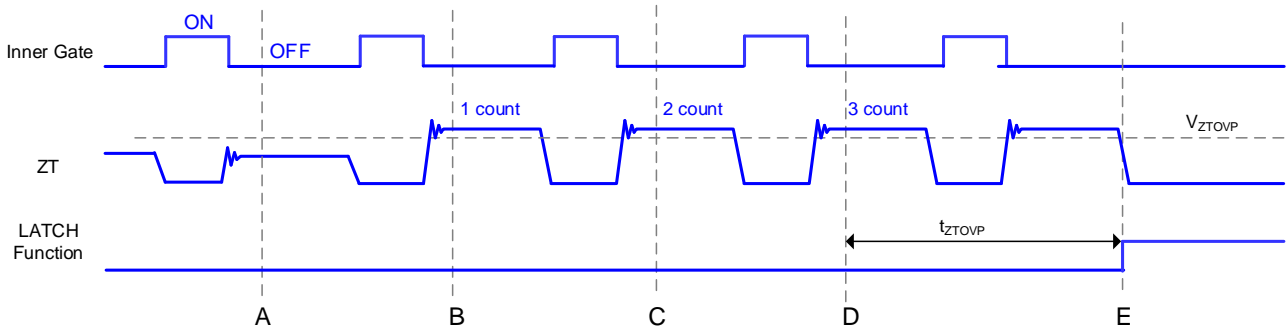 ON
Inner Gate
OFF
1 count
2 count
3 count
VZTOVP
ZT
LATCH
Function
tZTOVP
A
B
C
D
E